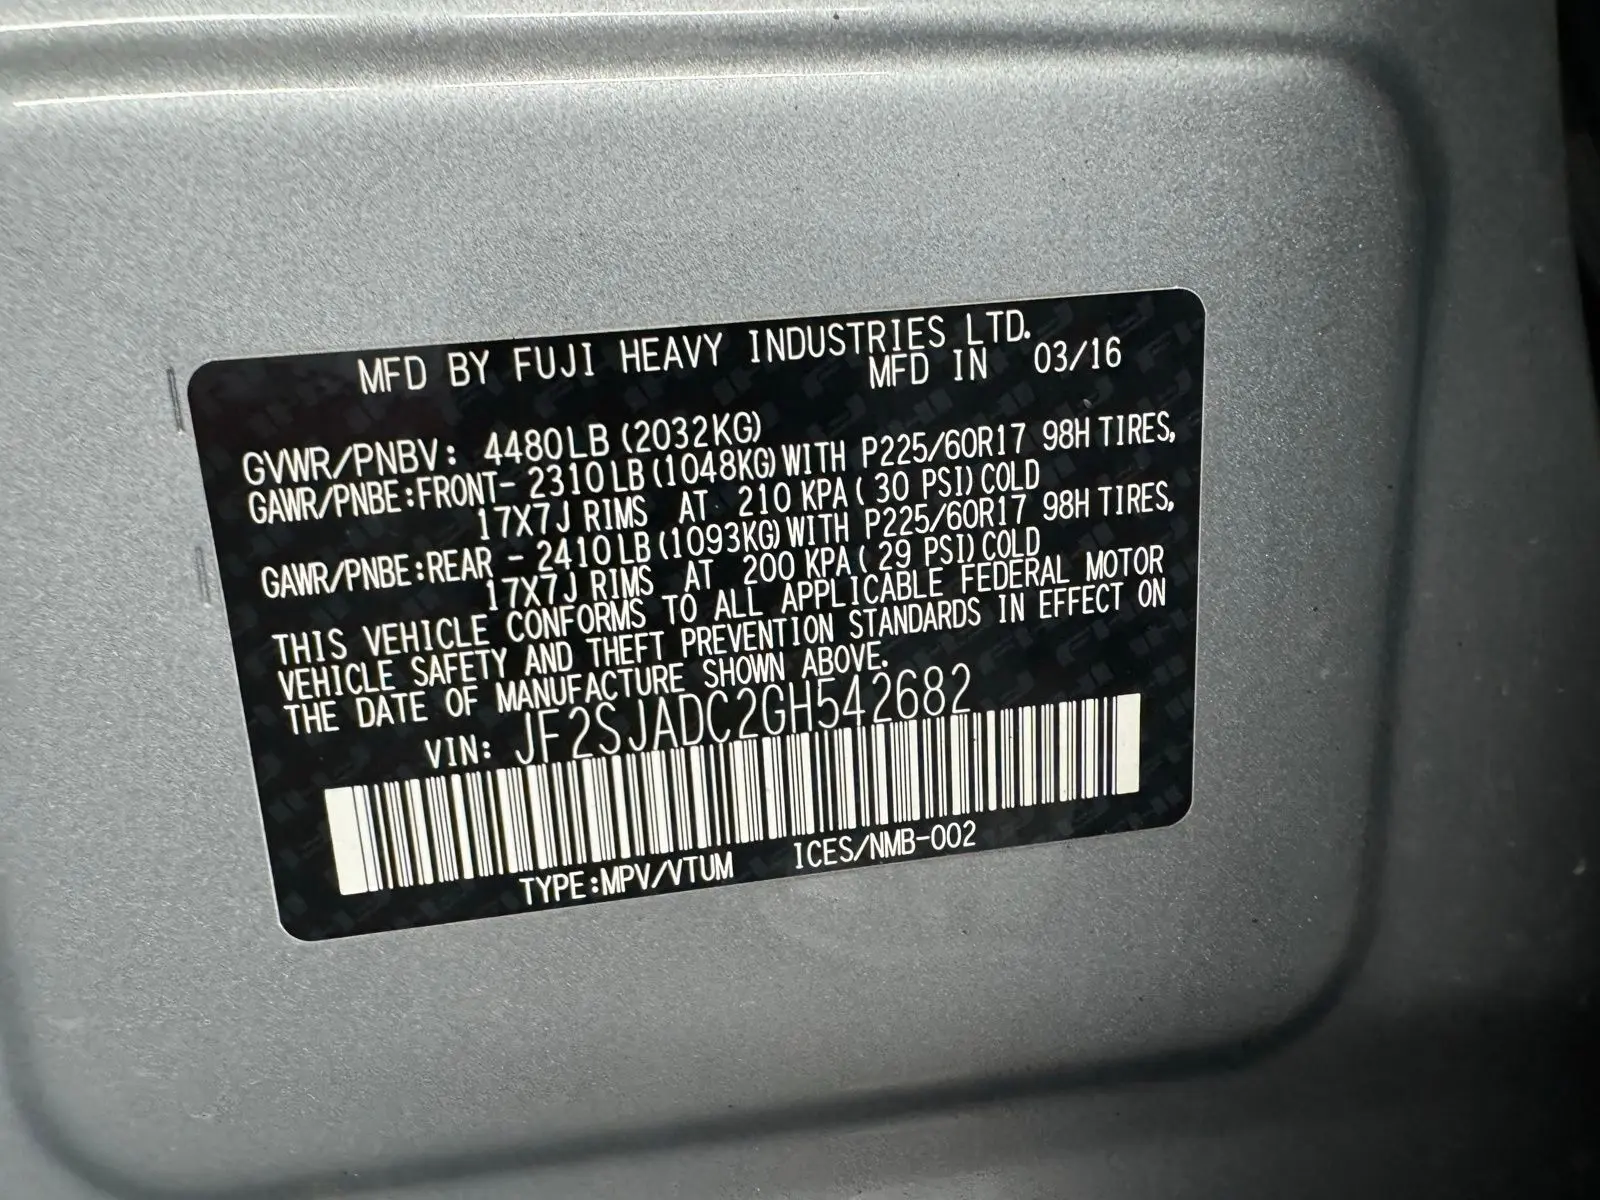 MFD BY FUJI HEAVY INDUSTRIES LTD.
MFD IN 03/16
GVWR/PNBV: 4480LB (2032KG)
GAWR/PNBE:FRONT- 2310LB (1048KG) WITH P225/60R17 98H TIRES,
17X7J RIMS AT 210 KPA ( 30 PSI) COLD
GAWR/PNBE:REAR - 2410LB (1093KG) WITH P225/60R17 98H TIRES,
17X7J RIMS AT 200 KPA ( 29 PSI) COLD
THIS VEHICLE CONFORMS TO ALL APPLICABLE FEDERAL MOTOR
VEHICLE SAFETY AND THEFT PREVENTION STANDARDS IN EFFECT ON
THE DATE OF MANUFACTURE SHOWN ABOVE.
VIN: JF2SJADC2GH542682
TYPE:MPV/VTUM ICES/NMB-002